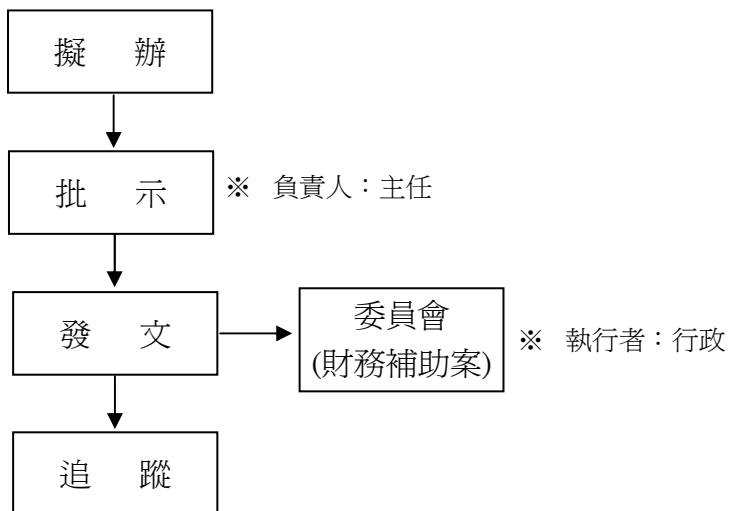 擬 辦
批 示
※ 負責人：主任
發 文
委員會
(財務補助案)
※ 執行者：行政
追 蹤